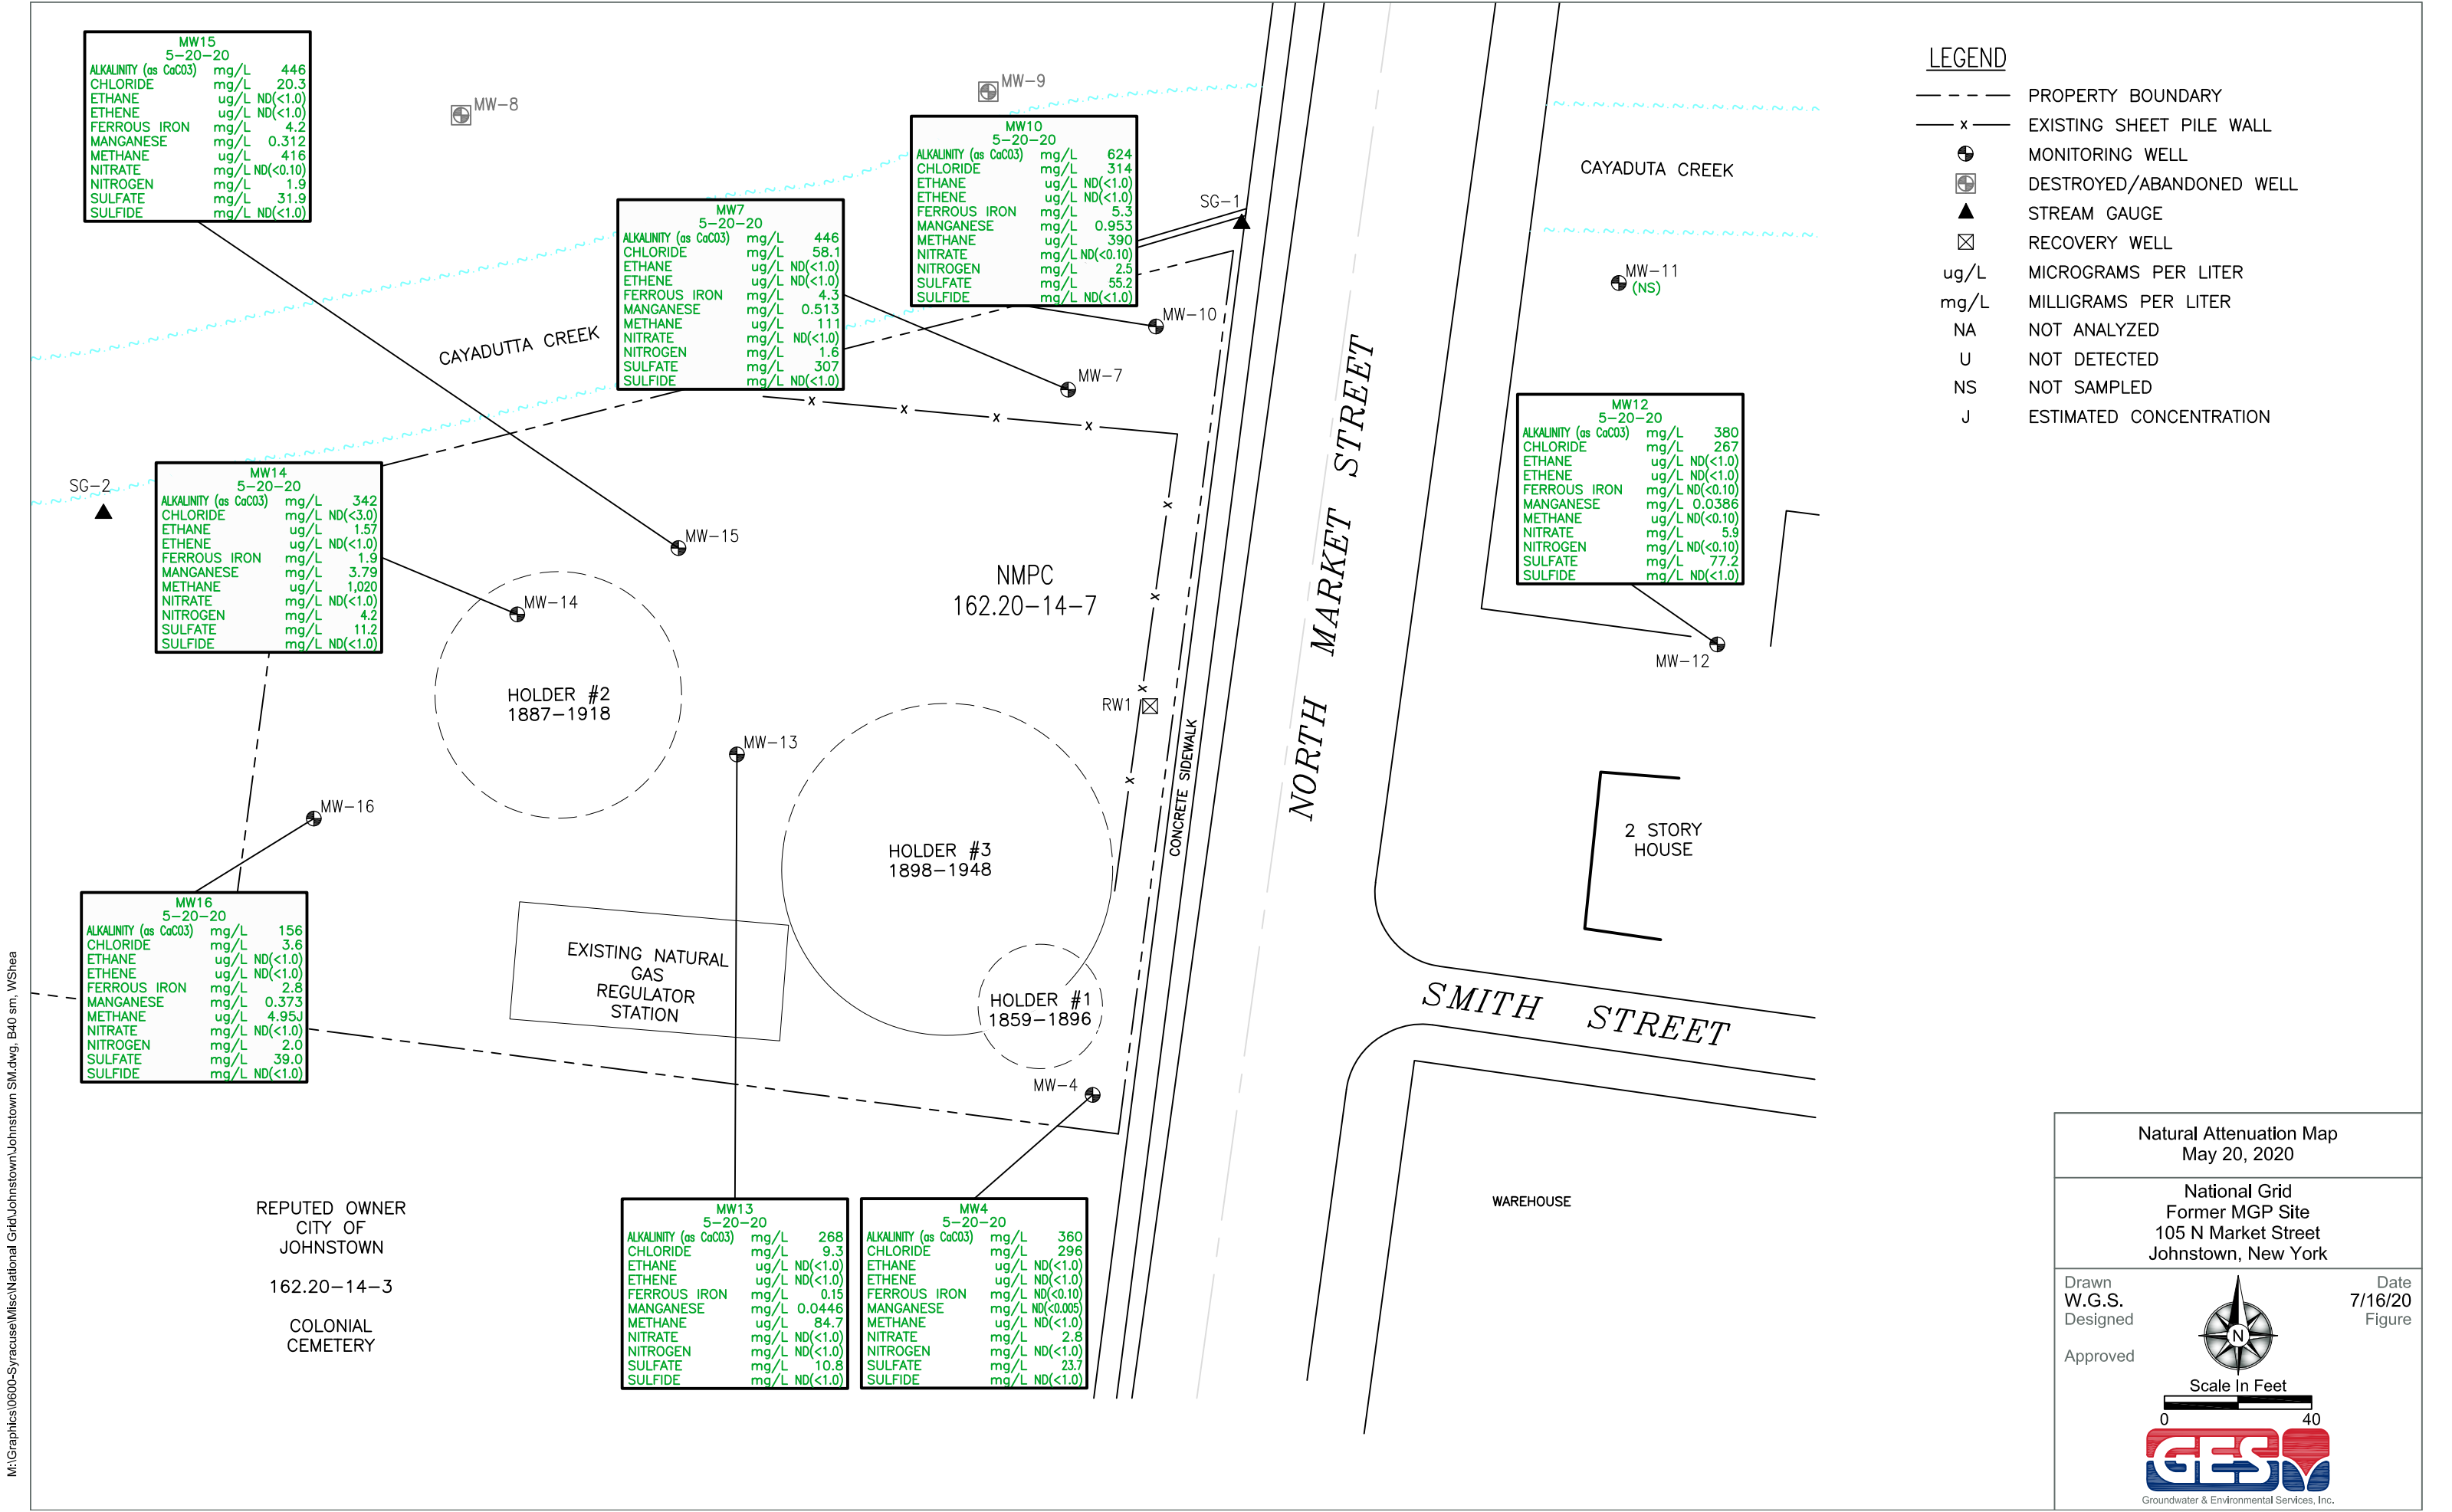 MW15
5-20-20
ALKALINITY (as CaCO3) mg/L 446
CHLORIDE mg/L 20.3
ETHANE ug/L ND(<1.0)
ETHENE ug/L ND(<1.0)
FERROUS IRON mg/L 4.2
MANGANESE mg/L 0.312
METHANE ug/L 416
NITRATE mg/L ND(<0.10)
NITROGEN mg/L 1.9
SULFATE mg/L 31.9
SULFIDE mg/L ND(<1.0)
MW-8
MW-9
MW10
5-20-20
ALKALINITY (as CaCO3) mg/L 624
CHLORIDE mg/L 314
ETHANE ug/L ND(<1.0)
ETHENE ug/L ND(<1.0)
FERROUS IRON mg/L 5.3
MANGANESE mg/L 0.953
METHANE ug/L 390
NITRATE mg/L ND(<0.10)
NITROGEN mg/L 2.5
SULFATE mg/L 55.2
SULFIDE mg/L ND(<1.0)
MW7
5-20-20
ALKALINITY (as CaCO3) mg/L 446
CHLORIDE mg/L 58.1
ETHANE ug/L ND(<1.0)
ETHENE ug/L ND(<1.0)
FERROUS IRON mg/L 4.3
MANGANESE mg/L 0.513
METHANE ug/L 111
NITRATE mg/L ND(<1.0)
NITROGEN mg/L 1.6
SULFATE mg/L 307
SULFIDE mg/L ND(<1.0)
SG-1
CAYADUTA CREEK
MW-11
(NS)
MW-10
MW-7
CAYADUTTA CREEK
LEGEND
PROPERTY BOUNDARY
x EXISTING SHEET PILE WALL
MONITORING WELL
DESTROYED/ABANDONED WELL
STREAM GAUGE
RECOVERY WELL
ug/L MICROGRAMS PER LITER
mg/L MILLIGRAMS PER LITER
NA NOT ANALYZED
U NOT DETECTED
NS NOT SAMPLED
J ESTIMATED CONCENTRATION
MW12
5-20-20
ALKALINITY (as CaCO3) mg/L 380
CHLORIDE mg/L 267
ETHANE ug/L ND(<1.0)
ETHENE ug/L ND(<1.0)
FERROUS IRON mg/L ND(<0.10)
MANGANESE mg/L 0.0386
METHANE ug/L ND(<0.10)
NITRATE mg/L 5.9
NITROGEN mg/L ND(<0.10)
SULFATE mg/L 77.2
SULFIDE mg/L ND(<1.0)
MW-12
SG-2
MW14
5-20-20
ALKALINITY (as CaCO3) mg/L 342
CHLORIDE mg/L ND(<3.0)
ETHANE ug/L 1.57
ETHENE ug/L ND(<1.0)
FERROUS IRON mg/L 1.9
MANGANESE mg/L 3.79
METHANE ug/L 1,020
NITRATE mg/L ND(<1.0)
NITROGEN mg/L 4.2
SULFATE mg/L 11.2
SULFIDE mg/L ND(<1.0)
MW-15
MW-14
NMPC
162.20-14-7
HOLDER #2
1887-1918
RW1
MW-13
MW-16
CONCRETE SIDEWALK
NORTH MARKET STREET
HOLDER #3
1898-1948
2 STORY
HOUSE
MW16
5-20-20
ALKALINITY (as CaCO3) mg/L 156
CHLORIDE mg/L 3.6
ETHANE ug/L ND(<1.0)
ETHENE ug/L ND(<1.0)
FERROUS IRON mg/L 2.8
MANGANESE mg/L 0.373
METHANE ug/L 4.95J
NITRATE mg/L ND(<1.0)
NITROGEN mg/L 2.0
SULFATE mg/L 39.0
SULFIDE mg/L ND(<1.0)
EXISTING NATURAL
GAS
REGULATOR
STATION
HOLDER #1
1859-1896
SMITH STREET
MW-4
WAREHOUSE
REPUTED OWNER
CITY OF
JOHNSTOWN
162.20-14-3
COLONIAL
CEMETERY
MW13
5-20-20
ALKALINITY (as CaCO3) mg/L 268
CHLORIDE mg/L 9.3
ETHANE ug/L ND(<1.0)
ETHENE ug/L ND(<1.0)
FERROUS IRON mg/L 0.15
MANGANESE mg/L 0.0446
METHANE ug/L 84.7
NITRATE mg/L ND(<1.0)
NITROGEN mg/L ND(<1.0)
SULFATE mg/L 10.8
SULFIDE mg/L ND(<1.0)
MW4
5-20-20
ALKALINITY (as CaCO3) mg/L 360
CHLORIDE mg/L 296
ETHANE ug/L ND(<1.0)
ETHENE ug/L ND(<1.0)
FERROUS IRON mg/L ND(<0.10)
MANGANESE mg/L ND(<0.005)
METHANE ug/L ND(<1.0)
NITRATE mg/L 2.8
NITROGEN mg/L ND(<1.0)
SULFATE mg/L 23.7
SULFIDE mg/L ND(<1.0)
Natural Attenuation Map
May 20, 2020
National Grid
Former MGP Site
105 N Market Street
Johnstown, New York
Drawn
W.G.S.
Designed
Approved
Date
7/16/20
Figure
N
Scale In Feet
0 40
GES
Groundwater & Environmental Services, Inc.
M:\Graphics\0600-Syracuse\Misc\National Grid\Johnstown\Johnstown SM.dwg, B40 sm, WShea